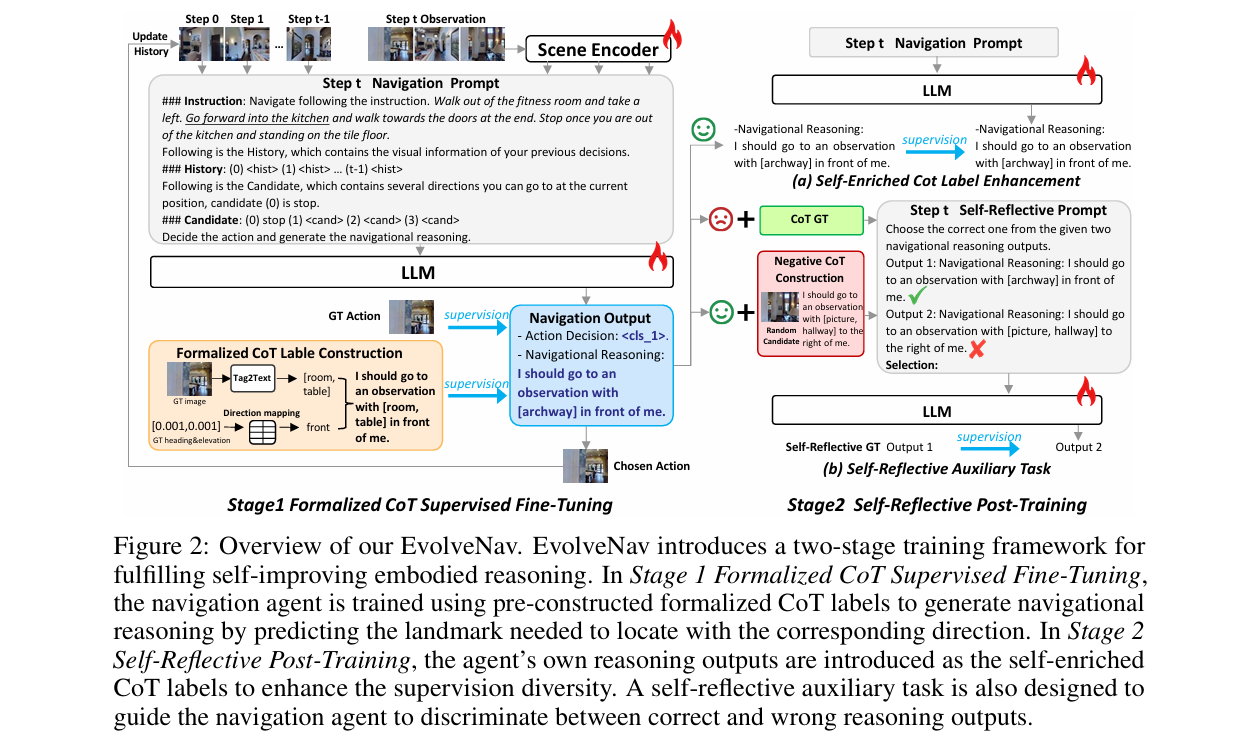 Step 0 Step 1 Step t-1 Step t Observation
...
Update
History
Scene Encoder
Step t Navigation Prompt
### Instruction: Navigate following the instruction. Walk out of the fitness room and take a
left. Go forward into the kitchen and walk towards the doors at the end. Stop once you are out
of the kitchen and standing on the tile floor.
Following is the History, which contains the visual information of your previous decisions.
### History: (0) <hist> (1) <hist> ... (t-1) <hist>
Following is the Candidate, which contains several directions you can go to at the current
position, candidate (0) is stop.
### Candidate: (0) stop (1) <cand> (2) <cand> (3) <cand>
Decide the action and generate the navigational reasoning.
LLM
GT Action
supervision
Navigation Output
- Action Decision: <cls_1>.
- Navigational Reasoning:
I should go to an
observation with
[archway] in front of me.
Formalized CoT Lable Construction
Tag2Text
[room,
table]
GT image
Direction mapping
[0.001,0.001]
front
GT heading&elevation
I should go to
an observation
with [room,
table] in front
of me.
supervision
Chosen Action
Stage1 Formalized CoT Supervised Fine-Tuning
Step t Navigation Prompt
LLM
-Navigational Reasoning:
I should go to an observation
with [archway] in front of me.
supervision
-Navigational Reasoning:
I should go to an observation
with [archway] in front of me.
(a) Self-Enriched Cot Label Enhancement
+
CoT GT
+
Negative CoT
Construction
Random
Candidate
I should go to
an observation
with [picture,
hallway] to the
right of me.
Step t Self-Reflective Prompt
Choose the correct one from the given two
navigational reasoning outputs.
Output 1: Navigational Reasoning: I should go
to an observation with [archway] in front of
me.
Output 2: Navigational Reasoning: I should go
to an observation with [picture, hallway] to
the right of me.
Selection:
LLM
Self-Reflective GT Output 1
supervision
Output 2
(b) Self-Reflective Auxiliary Task
Stage2 Self-Reflective Post-Training
Figure 2: Overview of our EvolveNav. EvolveNav introduces a two-stage training framework for
fulfilling self-improving embodied reasoning. In Stage 1 Formalized CoT Supervised Fine-Tuning,
the navigation agent is trained using pre-constructed formalized CoT labels to generate navigational
reasoning by predicting the landmark needed to locate with the corresponding direction. In Stage 2
Self-Reflective Post-Training, the agent's own reasoning outputs are introduced as the self-enriched
CoT labels to enhance the supervision diversity. A self-reflective auxiliary task is also designed to
guide the navigation agent to discriminate between correct and wrong reasoning outputs.